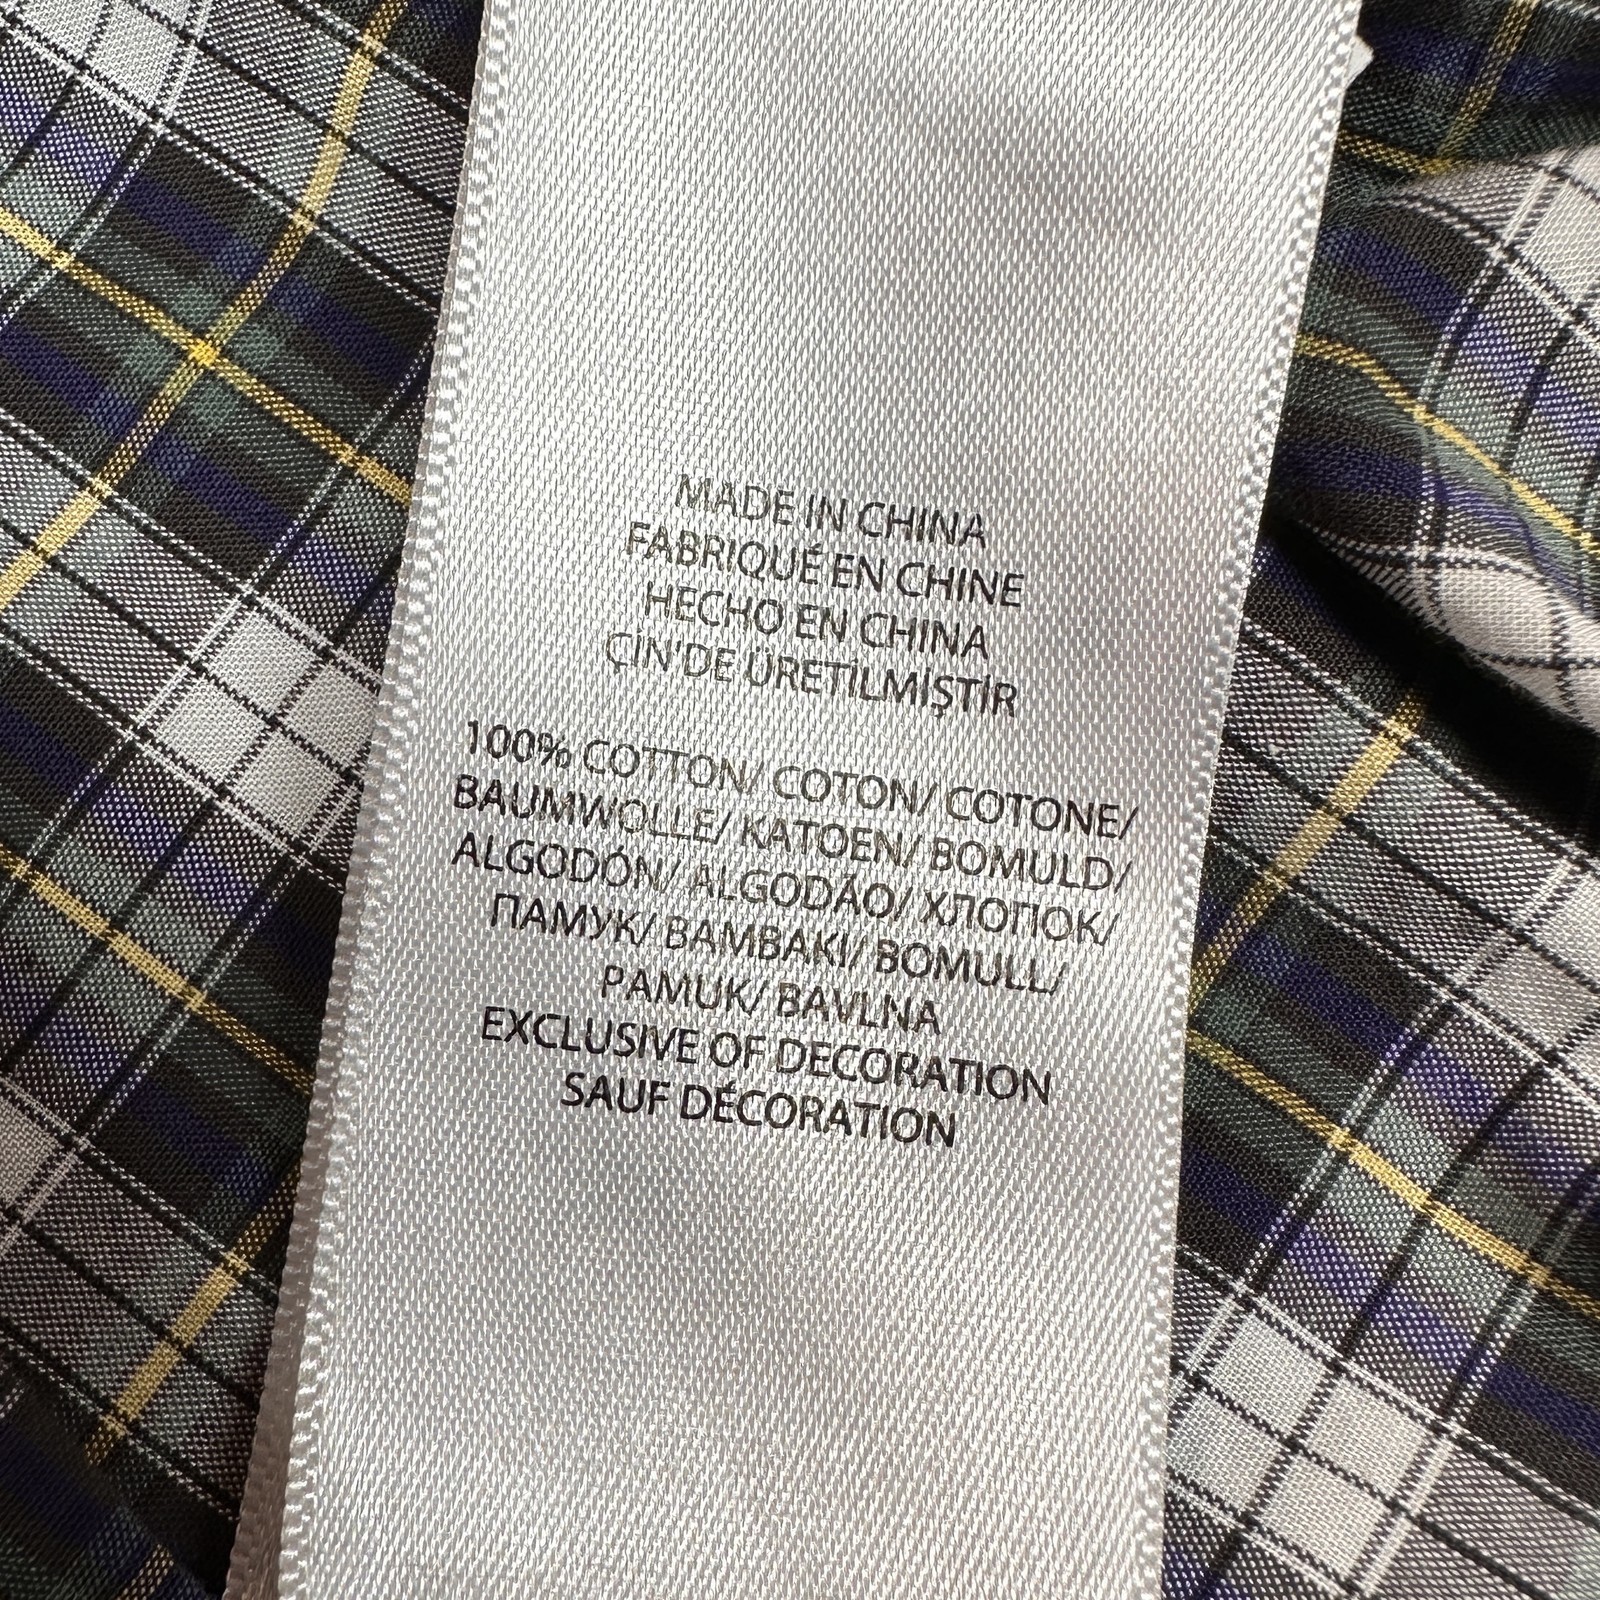 MADE IN CHINA
FABRIQUÉ EN CHINE
HECHO EN CHINA
ÇİN'DE ÜRETİLMİŞTİR
100% COTTON/ COTON/ COTONE/
BAUMWOLLE/ KATOEN/ BOMULD/
ALGODÓN/ ALGODÃO/ ХЛОПОК/
ПАМУК/ BAMBAKI/ BOMULL/
PAMUK/ BAVLNA
EXCLUSIVE OF DECORATION
SAUF DÉCORATION